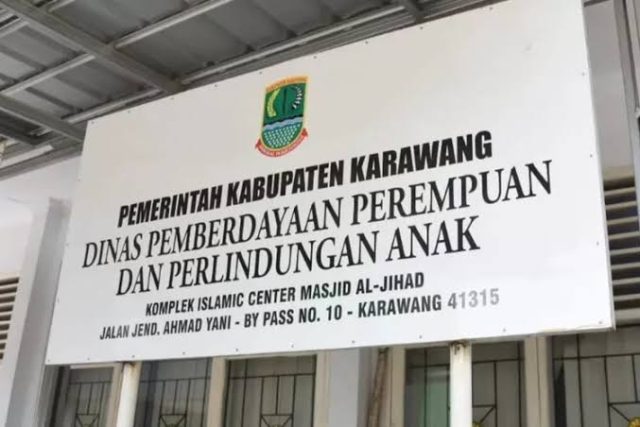 PEMERINTAH KABUPATEN KARAWANG
DINAS PEMBERDAYAAN PEREMPUAN
DAN PERLINDUNGAN ANAK
KOMPLEK ISLAMIC CENTER MASJID AL-JIHAD
JALAN JEND. AHMAD YANI - BY PASS NO. 10 - KARAWANG 41315